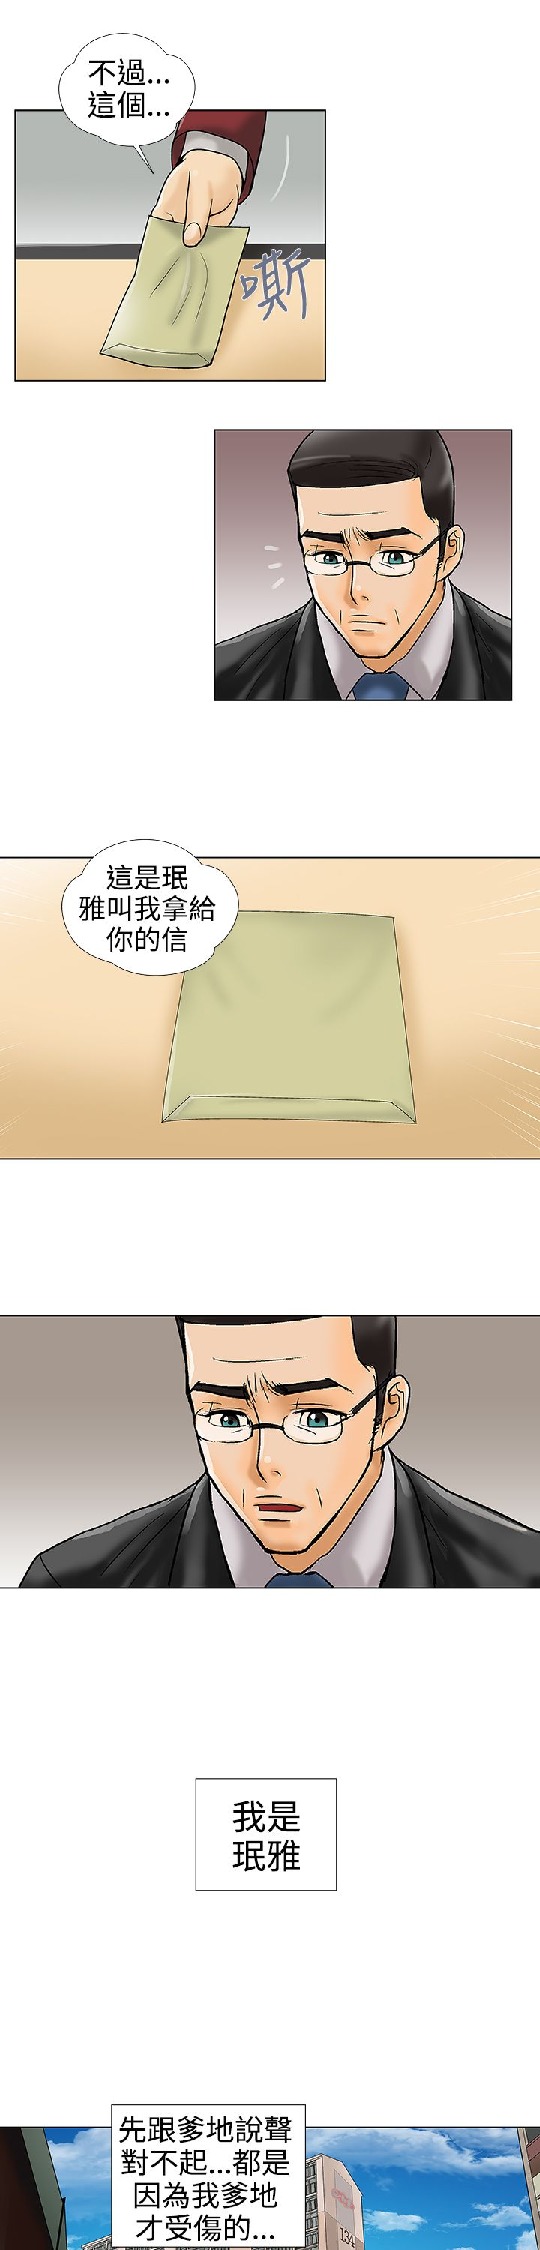 不過...
這個...
嘶
這是珉
雅叫我拿給
你的信
我是
珉雅
先跟爹地說聲
對不起...都是
因為我爹地
才受傷的...
134